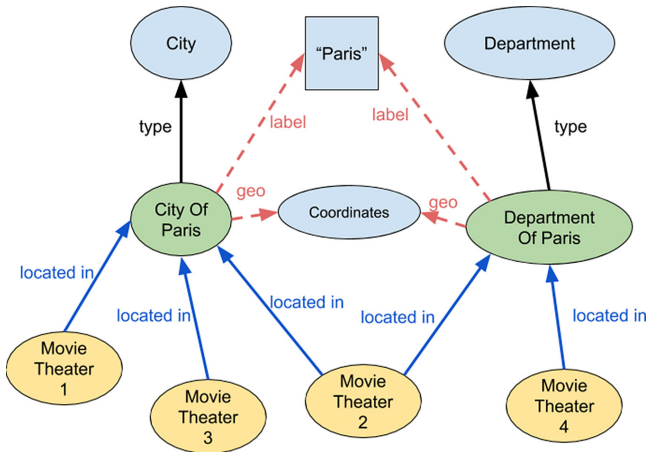 City
“Paris”
Department
type
label
label
type
geo
geo
City Of
Paris
Coordinates
Department
Of Paris
located in
located in
located in
located in
located in
Movie
Theater
1
Movie
Theater
3
Movie
Theater
2
Movie
Theater
4